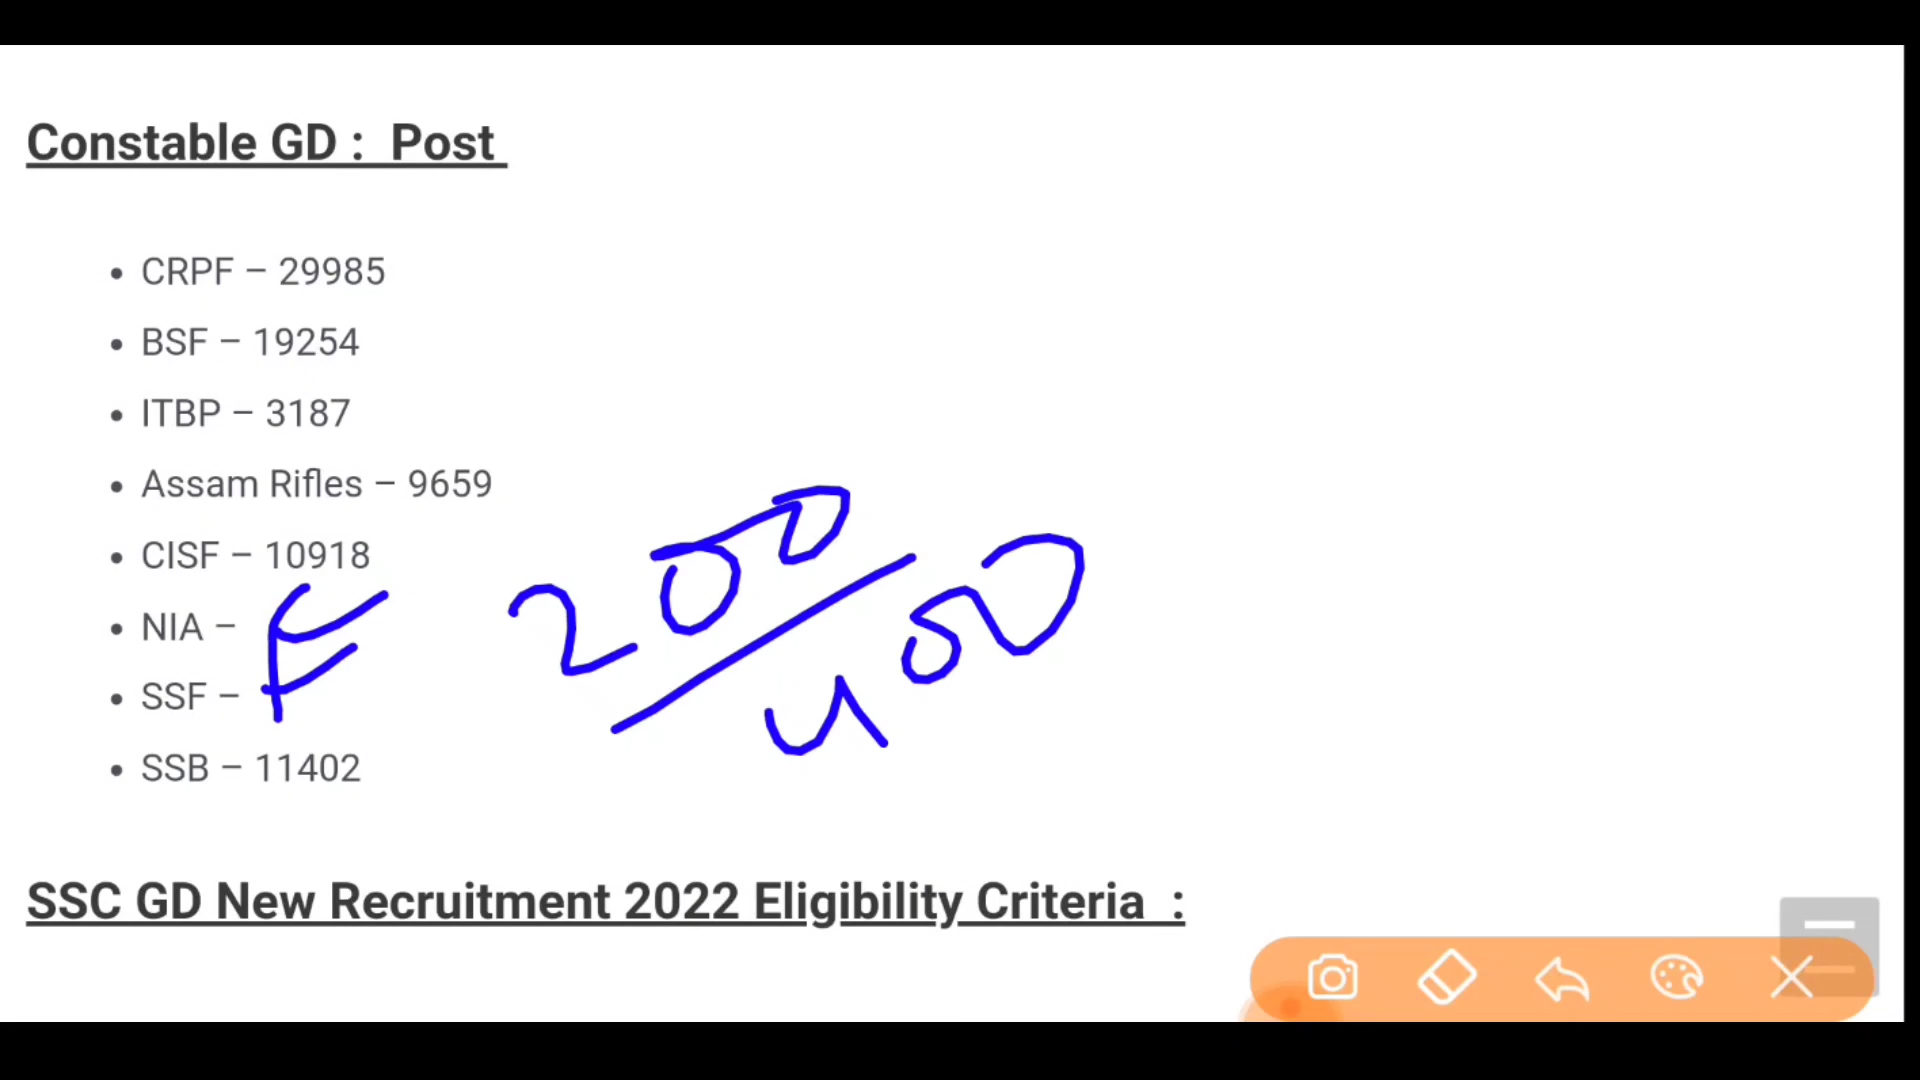 Constable GD : Post
CRPF – 29985
BSF – 19254
ITBP – 3187
Assam Rifles – 9659
CISF – 10918
NIA –
SSF –
SSB – 11402
200
400
SSC GD New Recruitment 2022 Eligibility Criteria :